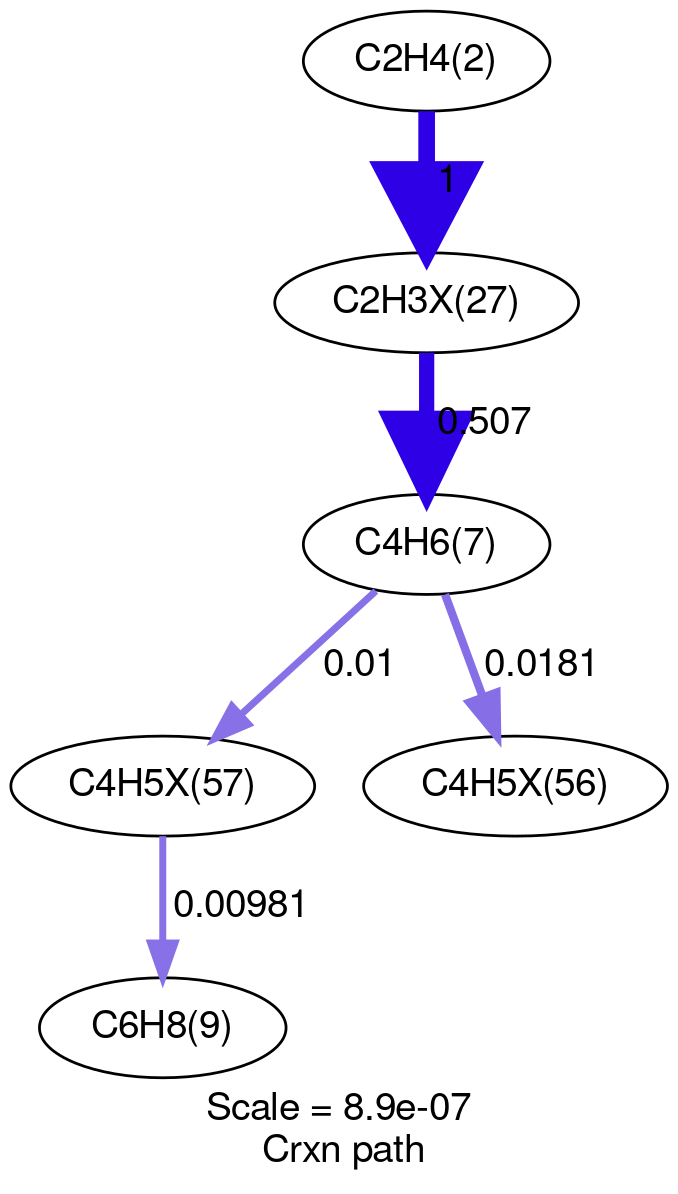 C2H4(2)
1
C2H3X(27)
0.507
C4H6(7)
0.01
0.0181
C4H5X(57)
C4H5X(56)
0.00981
C6H8(9)
Scale = 8.9e-07
Crxn path